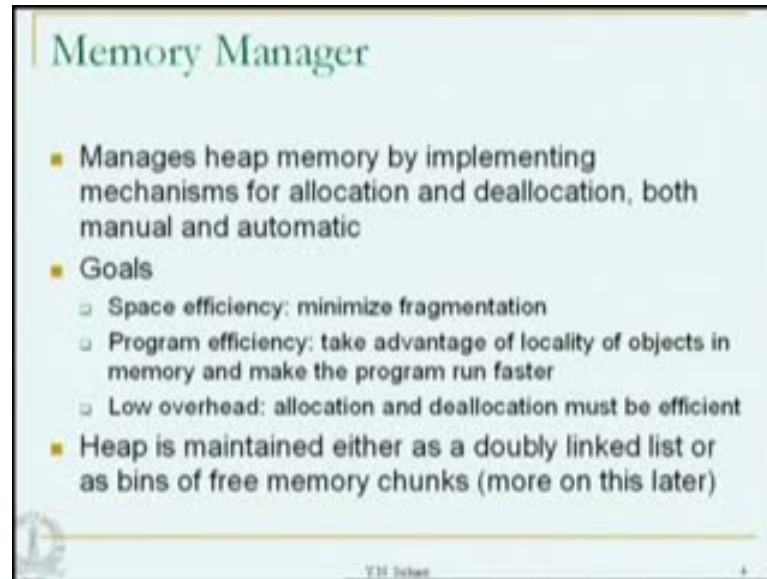 Memory Manager
Manages heap memory by implementing
mechanisms for allocation and deallocation, both
manual and automatic
Goals
Space efficiency: minimize fragmentation
Program efficiency: take advantage of locality of objects in
memory and make the program run faster
Low overhead: allocation and deallocation must be efficient
Heap is maintained either as a doubly linked list or
as bins of free memory chunks (more on this later)
4